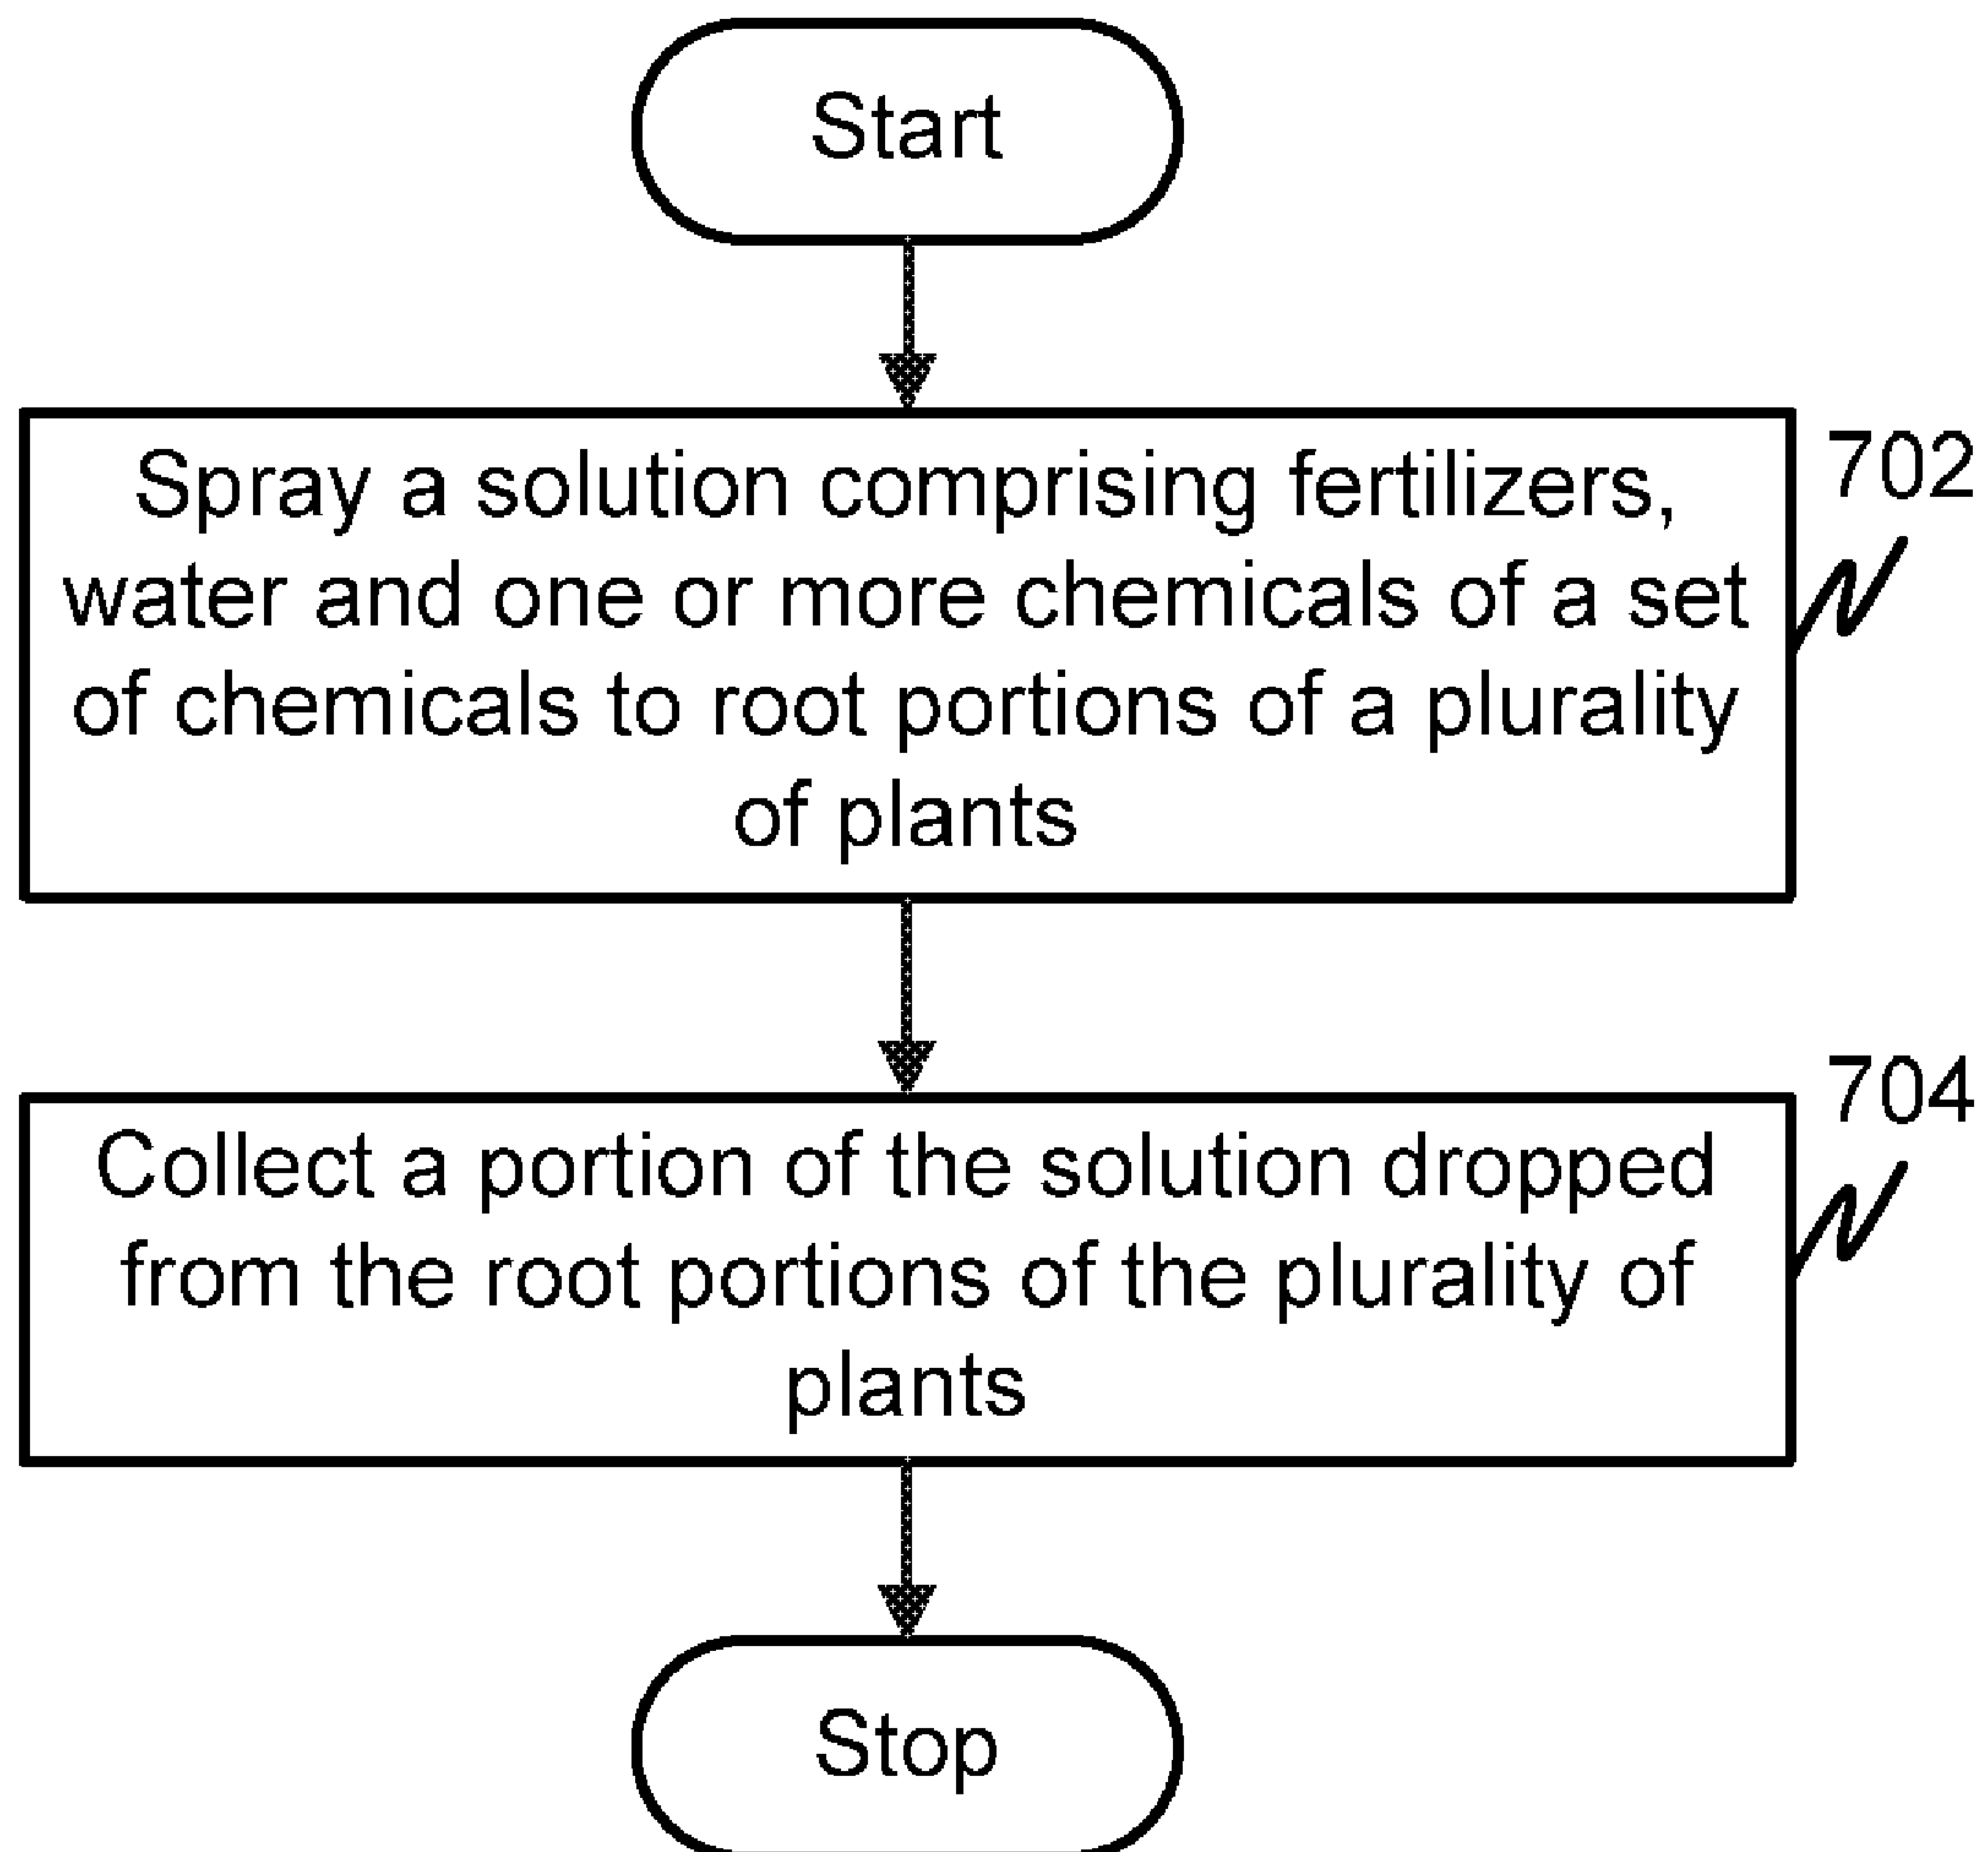 Start
Spray a solution comprising fertilizers,
water and one or more chemicals of a set
of chemicals to root portions of a plurality
of plants
702
Collect a portion of the solution dropped
from the root portions of the plurality of
plants
704
Stop